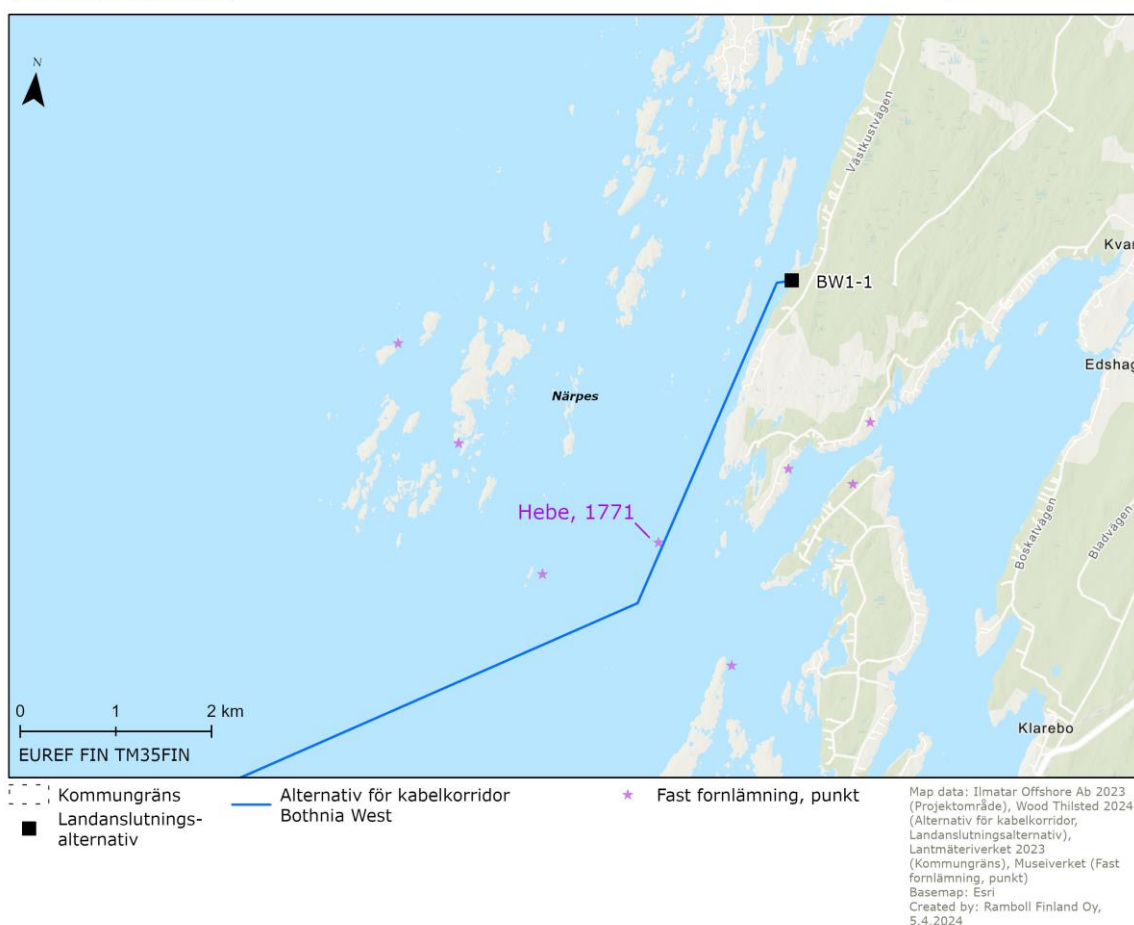 N
Västkustvägen
Kvar
BW1-1
Edshag
Närpes
Hebe, 1771
Boskatvägen
Bladvägen
0 1 2 km
Klarebo
EUREF FIN TM35FIN
Kommungräns
Landanslutnings-
alternativ
Alternativ för kabelkorridor
Bothnia West
Fast fornlämning, punkt
Map data: Ilmatar Offshore Ab 2023
(Projektområde), Wood Thilsted 2024
(Alternativ för kabelkorridor,
Landanslutningsalternativ),
Lantmäteriverket 2023
(Kommungräns), Museiverket (Fast
fornlämning, punkt)
Basemap: Esri
Created by: Ramboll Finland Oy,
5.4.2024